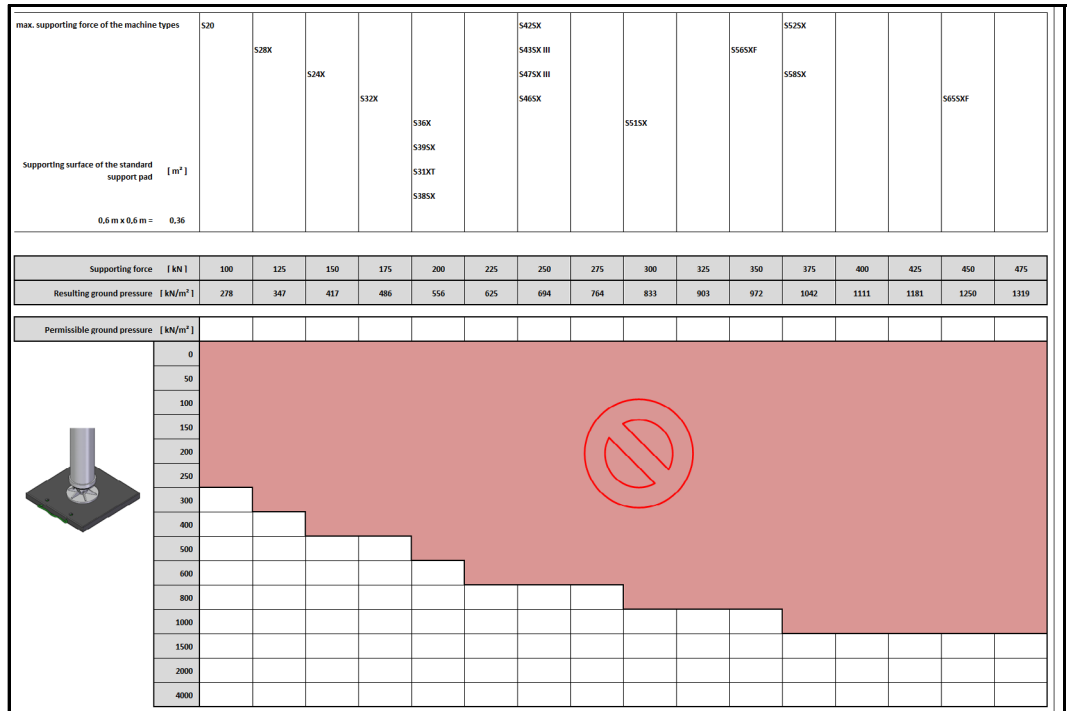 max. supporting force of the machine types S20 S42SX S52SX
S28X S43SX III S56SXF
S24X S47SX III S58SX
S32X S46SX S65SXF
S36X S51SX
S39SX
Supporting surface of the standard support pad [ m² ] S31XT
S38SX
0,6 m x 0,6 m = 0,36
Supporting force [ kN ] 100 125 150 175 200 225 250 275 300 325 350 375 400 425 450 475
Resulting ground pressure [ kN/m² ] 278 347 417 486 556 625 694 764 833 903 972 1042 1111 1181 1250 1319
Permissible ground pressure [ kN/m² ]
0
50
100
150
200
250
300
400
500
600
800
1000
1500
2000
4000